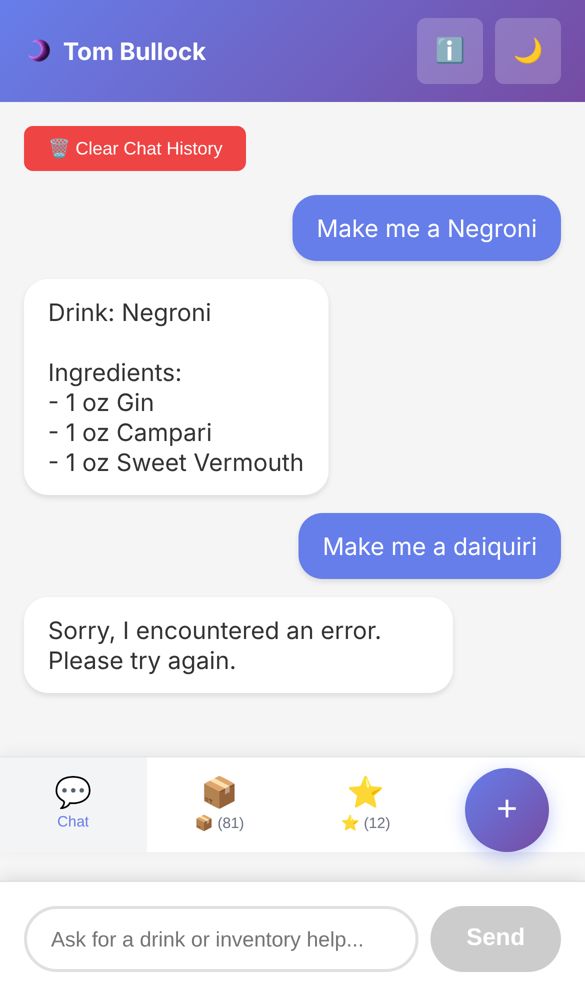 🌒 Tom Bullock ℹ️ 🌙
🗑️ Clear Chat History
Make me a Negroni
Drink: Negroni
Ingredients:
- 1 oz Gin
- 1 oz Campari
- 1 oz Sweet Vermouth
Make me a daiquiri
Sorry, I encountered an error.
Please try again.
Chat
📦 (81)
⭐ (12)
+
Ask for a drink or inventory help...
Send